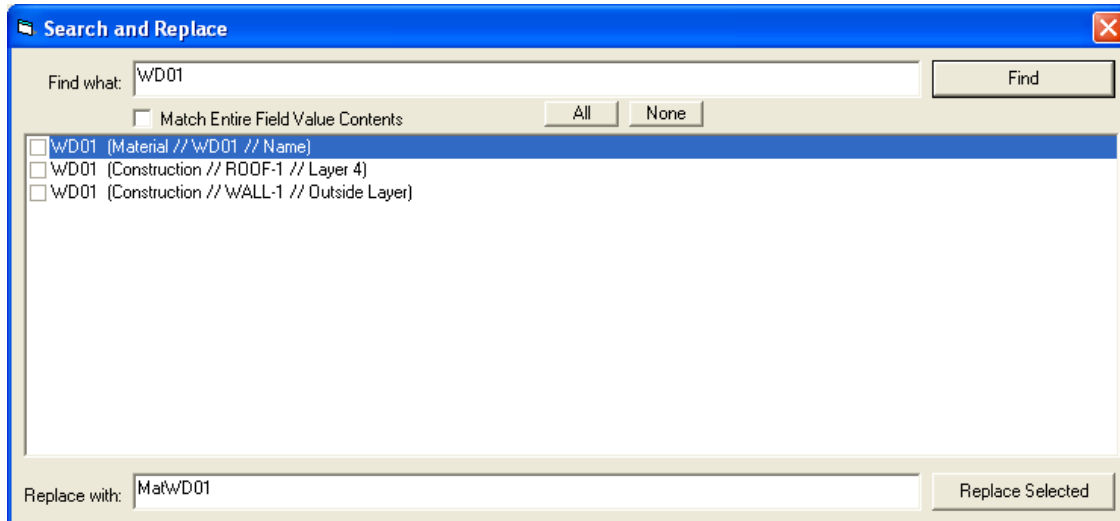 Search and Replace
Find what: WD01 Find
Match Entire Field Value Contents All None
WD01 (Material // WD01 // Name)
WD01 (Construction // ROOF-1 // Layer 4)
WD01 (Construction // WALL-1 // Outside Layer)
Replace with: MatWD01 Replace Selected